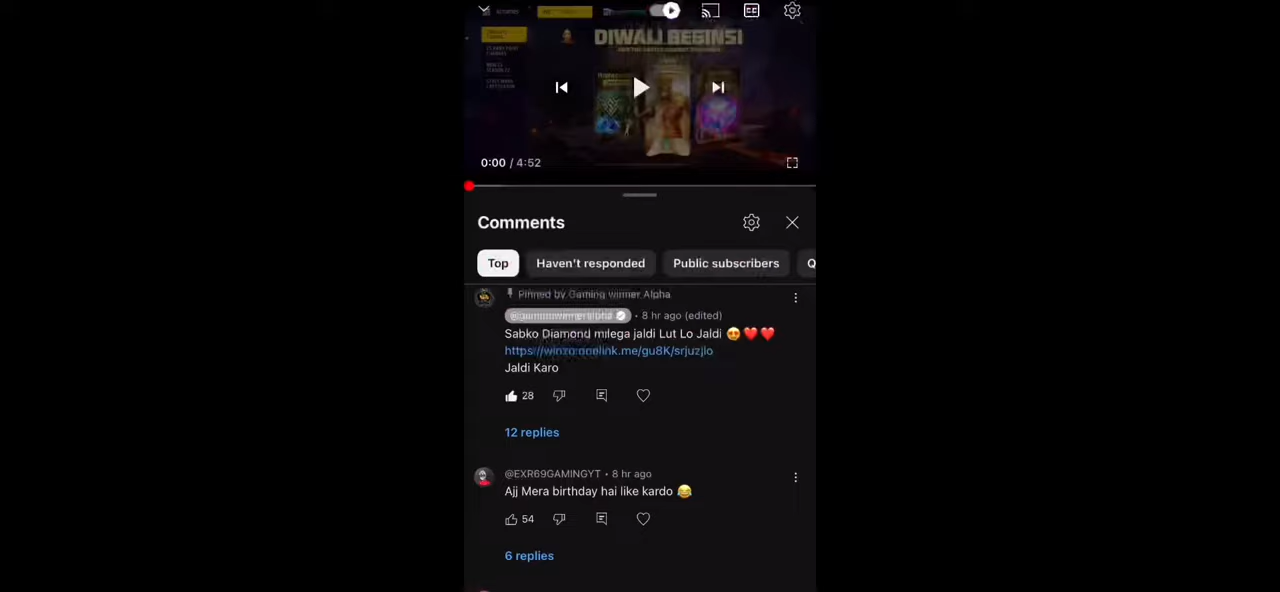 DIWALI BEGINS!
0:00 / 4:52
Comments
Top Haven't responded Public subscribers Q
Pinned by Gaming winner Alpha
@gamingwinneralpha • 8 hr ago (edited)
Sabko Diamond milega jaldi Lut Lo Jaldi 😍❤️❤️
https://winzo.onelink.me/gu8K/srjuzjlo
Jaldi Karo
28
12 replies
@EXR69GAMINGYT • 8 hr ago
Ajj Mera birthday hai like kardo 😂
54
6 replies